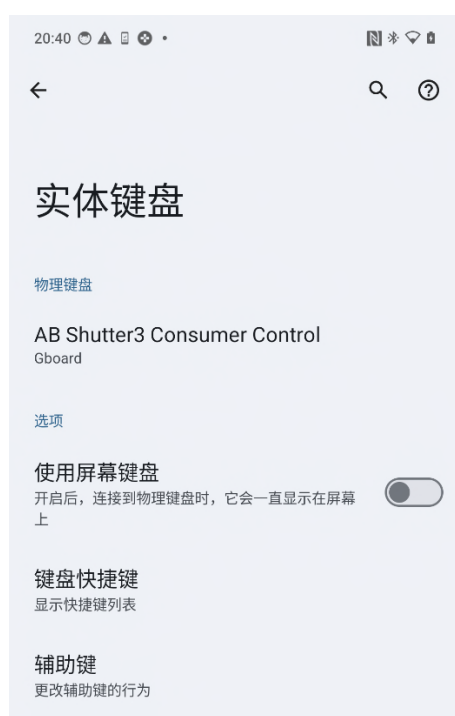 20:40
实体键盘
物理键盘
AB Shutter3 Consumer Control
Gboard
选项
使用屏幕键盘
开启后，连接到物理键盘时，它会一直显示在屏幕
上
键盘快捷键
显示快捷键列表
辅助键
更改辅助键的行为